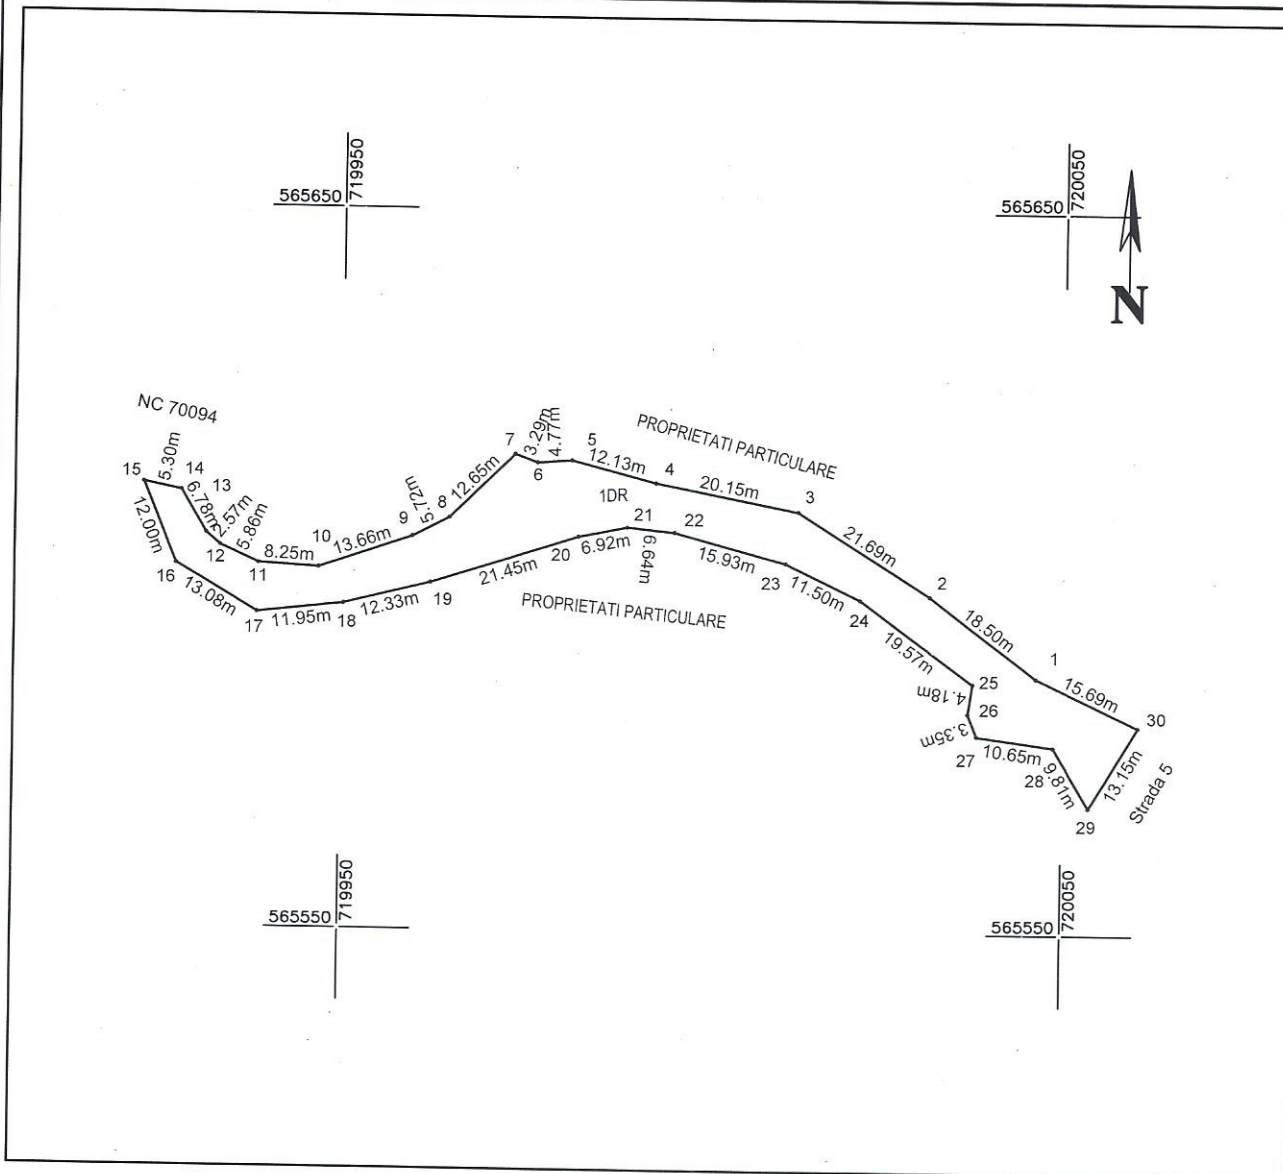 719950
565650
720050
565650
N
NC 70094
PROPRIETATI PARTICULARE
15
5.30m
14
6.78m
13
2.57m
12
5.86m
11
8.25m
10
13.66m
9
5.72m
8
12.65m
7
3.29m
6
4.77m
5
12.13m
4
20.15m
3
21.69m
2
18.50m
1
15.69m
30
1DR
12.00m
16
13.08m
17
11.95m
18
12.33m
19
21.45m
20
6.92m
21
6.64m
22
15.93m
23
11.50m
24
19.57m
25
4.18m
26
3.35m
27
10.65m
28
9.81m
29
13.15m
Strada 5
PROPRIETATI PARTICULARE
719950
565550
720050
565550